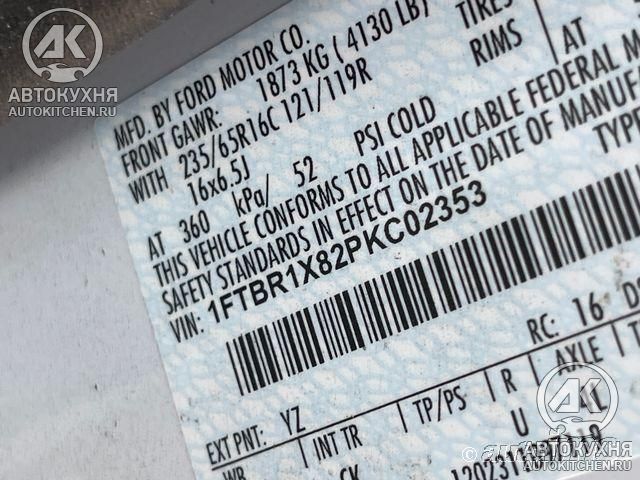 АВТОКУХНЯ
AUTOKITCHEN.RU
MFD. BY FORD MOTOR CO.
FRONT GAWR: 1873 KG ( 4130 LB) TIRES
WITH 235/65R16C 121/119R RIMS
16x6.5J AT
AT 360 kPa/ 52 PSI COLD
THIS VEHICLE CONFORMS TO ALL APPLICABLE FEDERAL M
SAFETY STANDARDS IN EFFECT ON THE DATE OF MANUFA
VIN: 1FTBR1X82PKC02353 TYP
RC: 16 D
EXT PNT: YZ INT TR TP/PS R AXLE
WB CK U AL
АВТОКУХНЯ
AUTOKITCHEN.RU